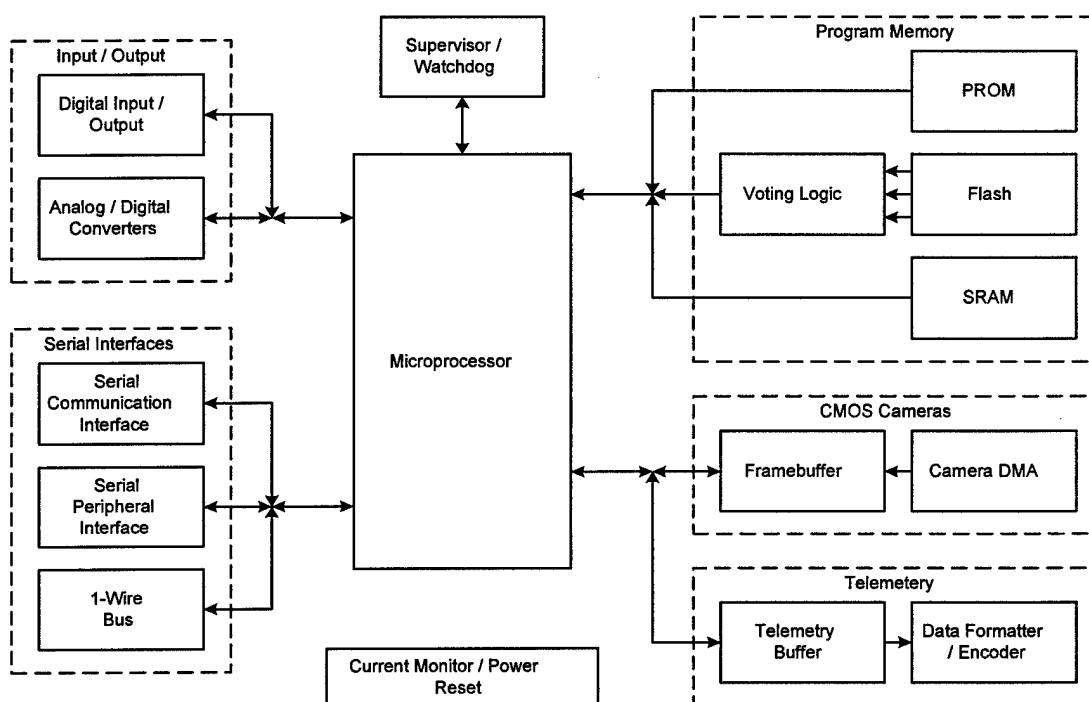 Input / Output
Digital Input /
Output
Analog / Digital
Converters
Serial Interfaces
Serial
Communication
Interface
Serial
Peripheral
Interface
1-Wire
Bus
Supervisor /
Watchdog
Microprocessor
Current Monitor / Power
Reset
Program Memory
PROM
Voting Logic
Flash
SRAM
CMOS Cameras
Framebuffer
Camera DMA
Telemetery
Telemetry
Buffer
Data Formatter
/ Encoder